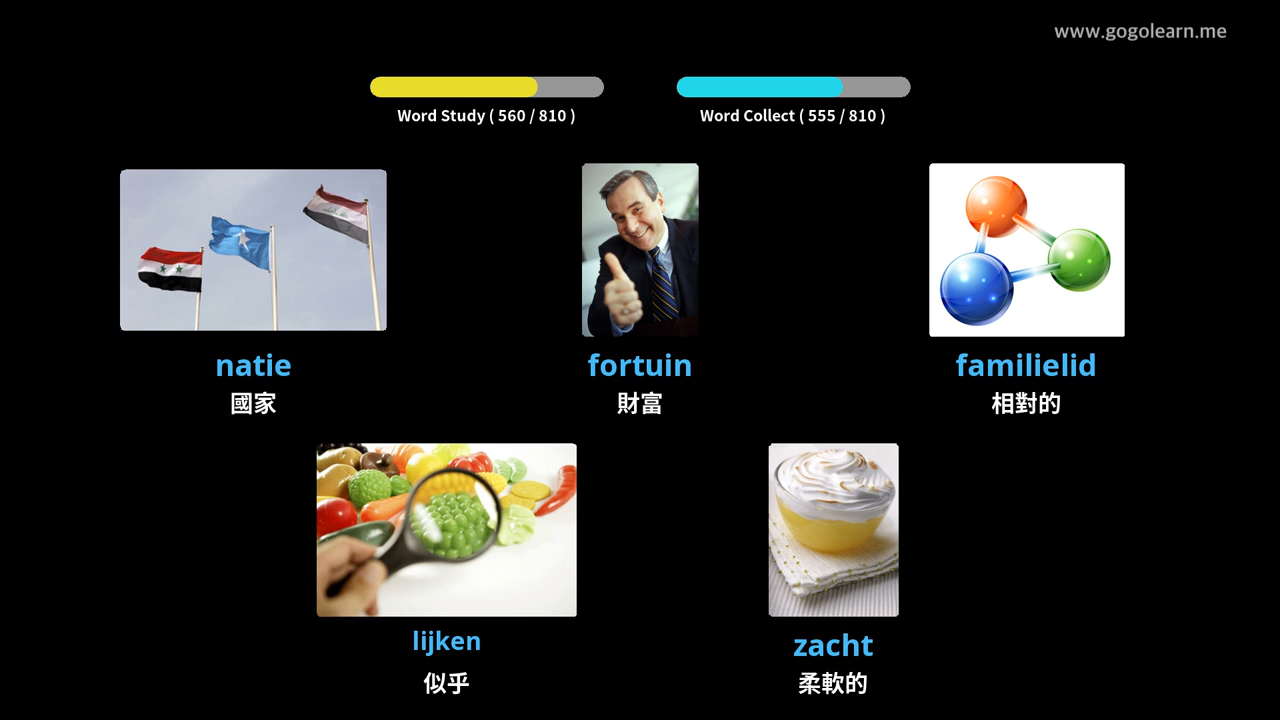 www.gogolearn.me
Word Study ( 560 / 810 )
Word Collect ( 555 / 810 )
natie
國家
fortuin
財富
familielid
相對的
lijken
似乎
zacht
柔軟的